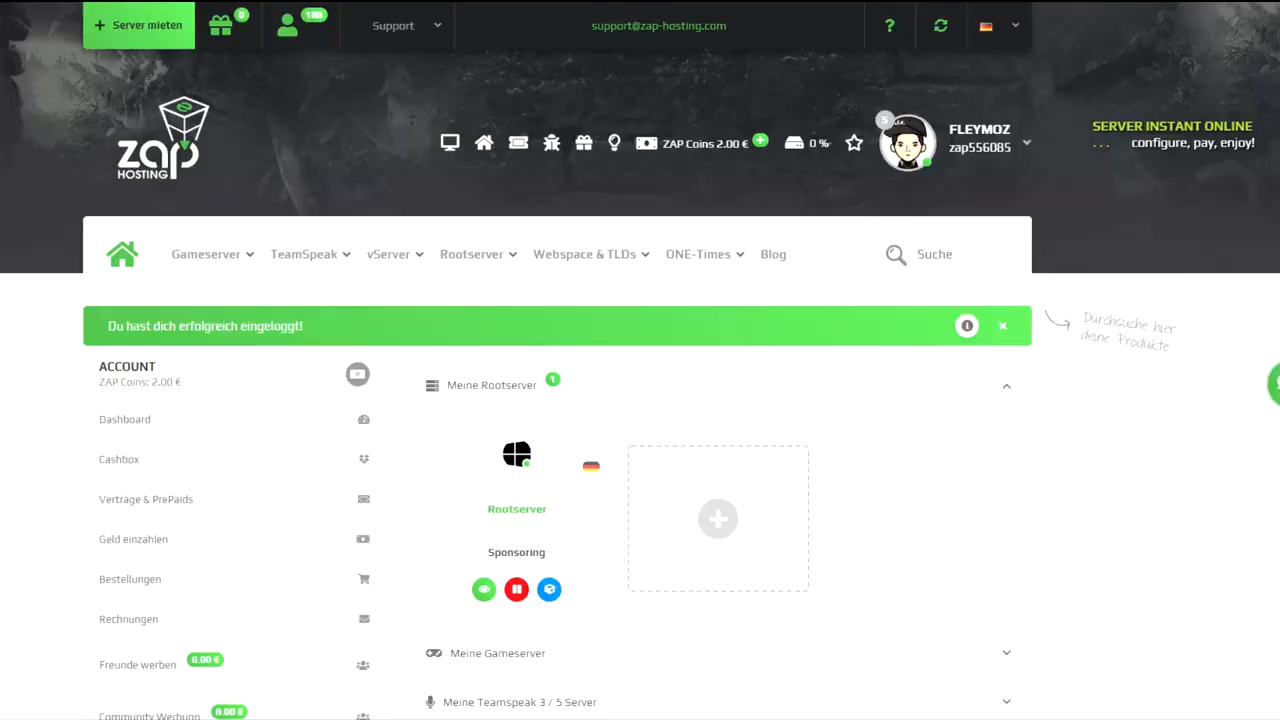 Server mieten
0
188
Support
support@zap-hosting.com
?
zap
HOSTING
ZAP Coins 2.00 €
0 %
5
FLEYMOZ
zap556085
SERVER INSTANT ONLINE
... configure, pay, enjoy!
Gameserver
TeamSpeak
vServer
Rootserver
Webspace & TLDs
ONE-Times
Blog
Suche
Du hast dich erfolgreich eingeloggt!
Durchsuche hier
deine Produkte
ACCOUNT
ZAP Coins: 2.00 €
Dashboard
Cashbox
Verträge & PrePaids
Geld einzahlen
Bestellungen
Rechnungen
Freunde werben 0.00 €
Community Werbung 0.00 €
Meine Rootserver 1
Rootserver
Sponsoring
Meine Gameserver
Meine Teamspeak 3 / 5 Server